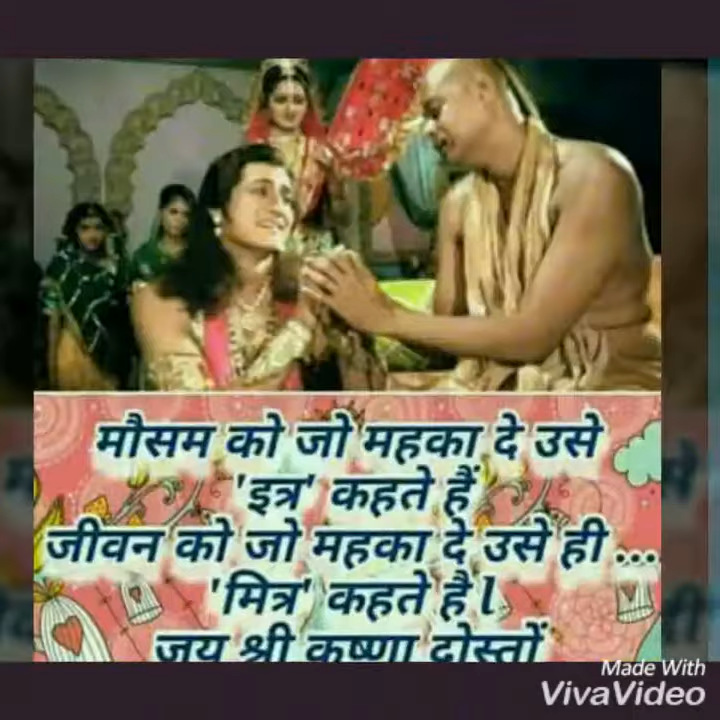 मौसम को जो महका दे उसे
'इत्र' कहते हैं
जीवन को जो महका दे उसे ही ...
'मित्र' कहते है l
जय श्री कृष्णा दोस्तों
Made With
VivaVideo